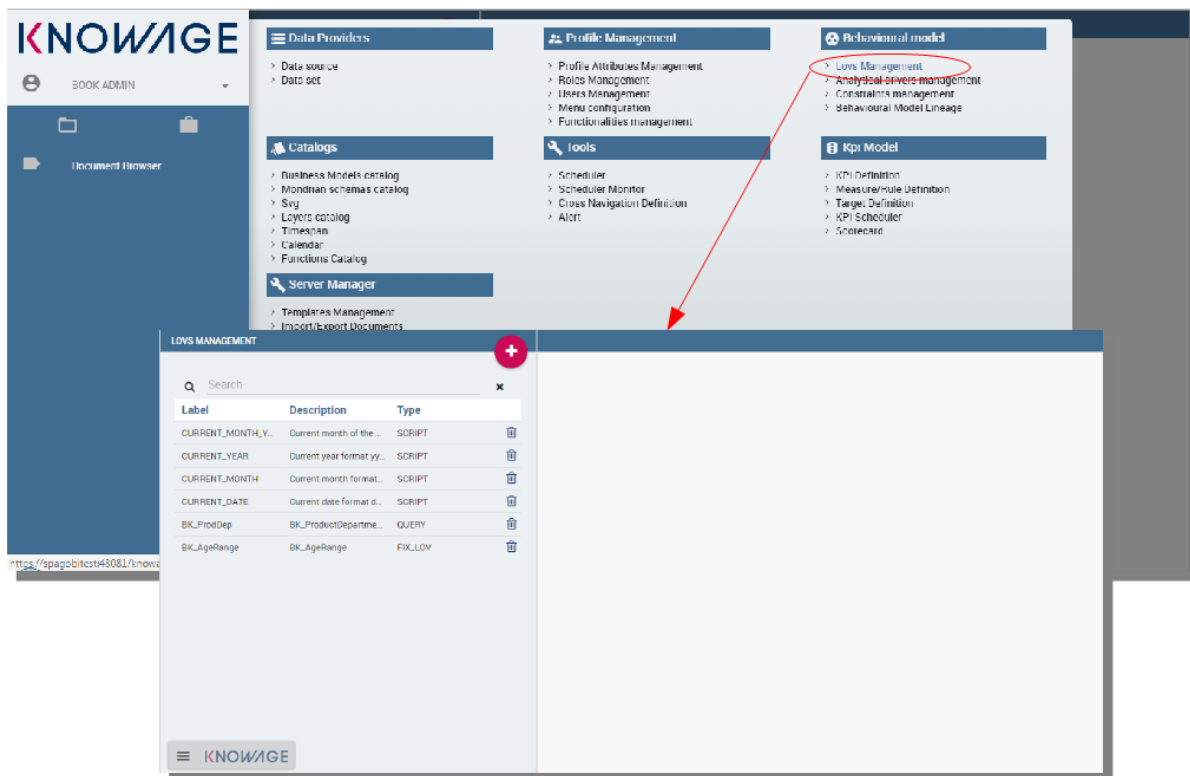 KNOWAGE
BOOK ADMIN
Document Browser
Data Providers
Data source
Data set
Profile Management
Profile Attributes Management
Roles Management
Users Management
Menu configuration
Functionalities management
Behavioural model
Lovs Management
Analytical drivers management
Constraints management
Behavioural Model Lineage
Catalogs
Business Models catalog
Mondrian schemas catalog
Svg
Layers catalog
Timespan
Calendar
Functions Catalog
Tools
Scheduler
Scheduler Monitor
Cross Navigation Definition
Alert
Kpi Model
KPI Definition
Measure/Rule Definition
Target Definition
KPI Scheduler
Scorecard
Server Manager
Templates Management
Import/Export Documents
https://spagobitest:48081/knowa
LOVS MANAGEMENT
+
Search
Label Description Type
CURRENT_MONTH_Y... Current month of the ... SCRIPT
CURRENT_YEAR Current year format yy... SCRIPT
CURRENT_MONTH Current month format... SCRIPT
CURRENT_DATE Current date format d... SCRIPT
BK_ProdDep BK_ProductDepartme... QUERY
BK_AgeRange BK_AgeRange FIX_LOV
KNOWAGE